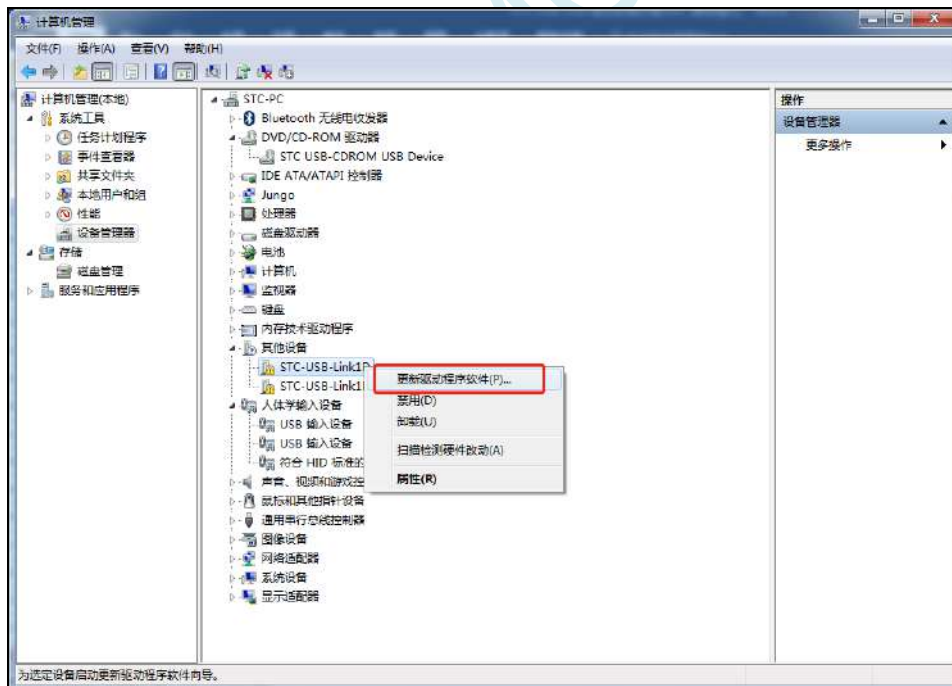 计算机管理
文件(F) 操作(A) 查看(V) 帮助(H)
计算机管理(本地)
系统工具
任务计划程序
事件查看器
共享文件夹
本地用户和组
性能
设备管理器
存储
磁盘管理
服务和应用程序
STC-PC
Bluetooth 无线电收发器
DVD/CD-ROM 驱动器
STC USB-CDROM USB Device
IDE ATA/ATAPI 控制器
Jungo
处理器
磁盘驱动器
电池
计算机
监视器
键盘
内存技术驱动程序
其他设备
STC-USB-Link1D
STC-USB-Link1
人体学输入设备
USB 输入设备
USB 输入设备
符合 HID 标准的
声音、视频和游戏控
鼠标和其他指针设备
通用串行总线控制器
图像设备
网络适配器
系统设备
显示适配器
更新驱动程序软件(P)...
禁用(D)
卸载(U)
扫描检测硬件改动(A)
属性(R)
操作
设备管理器
更多操作
为选定设备启动更新驱动程序软件向导。